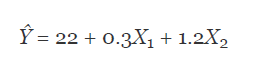 Ŷ = 22 + 0.3X₁ + 1.2X₂